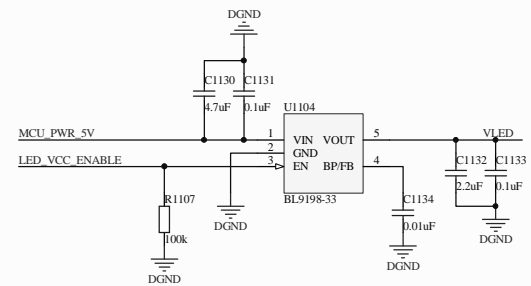 DGND
C1130
C1131
4.7uF
0.1uF
U1104
MCU_PWR_5V
1
VIN
VOUT
5
VLED
2
GND
LED_VCC_ENABLE
3
EN
BP/FB
4
C1132
C1133
R1107
BL9198-33
2.2uF
0.1uF
C1134
DGND
0.01uF
DGND
100k
DGND
DGND